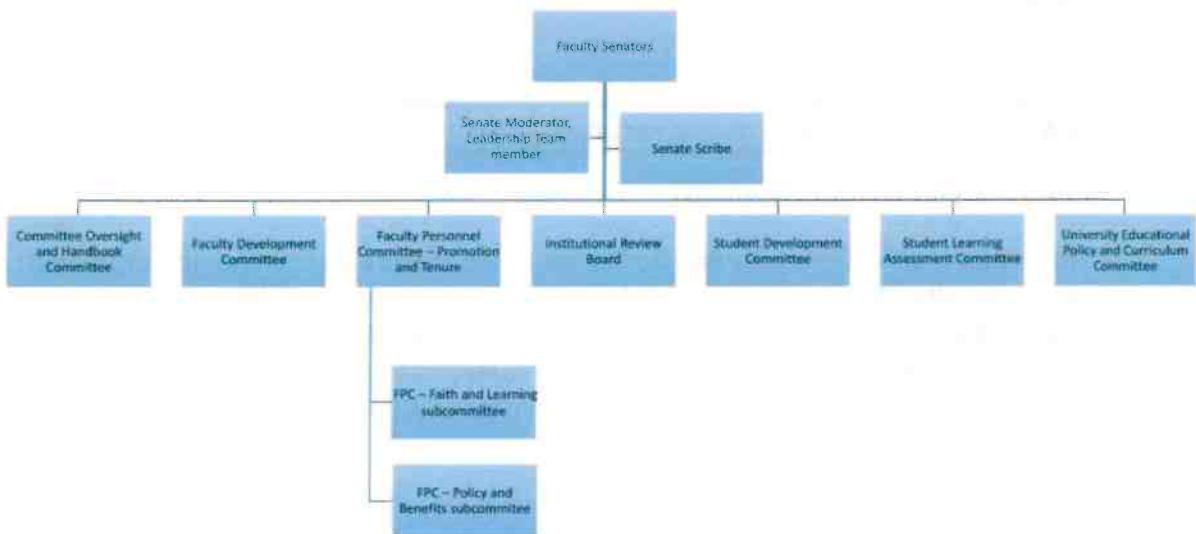 Faculty Senators
Senate Moderator,
Leadership Team
member
Senate Scribe
Committee Oversight
and Handbook
Committee
Faculty Development
Committee
Faculty Personnel
Committee – Promotion
and Tenure
Institutional Review
Board
Student Development
Committee
Student Learning
Assessment Committee
University Educational
Policy and Curriculum
Committee
FPC – Faith and Learning
subcommittee
FPC – Policy and
Benefits subcommitee